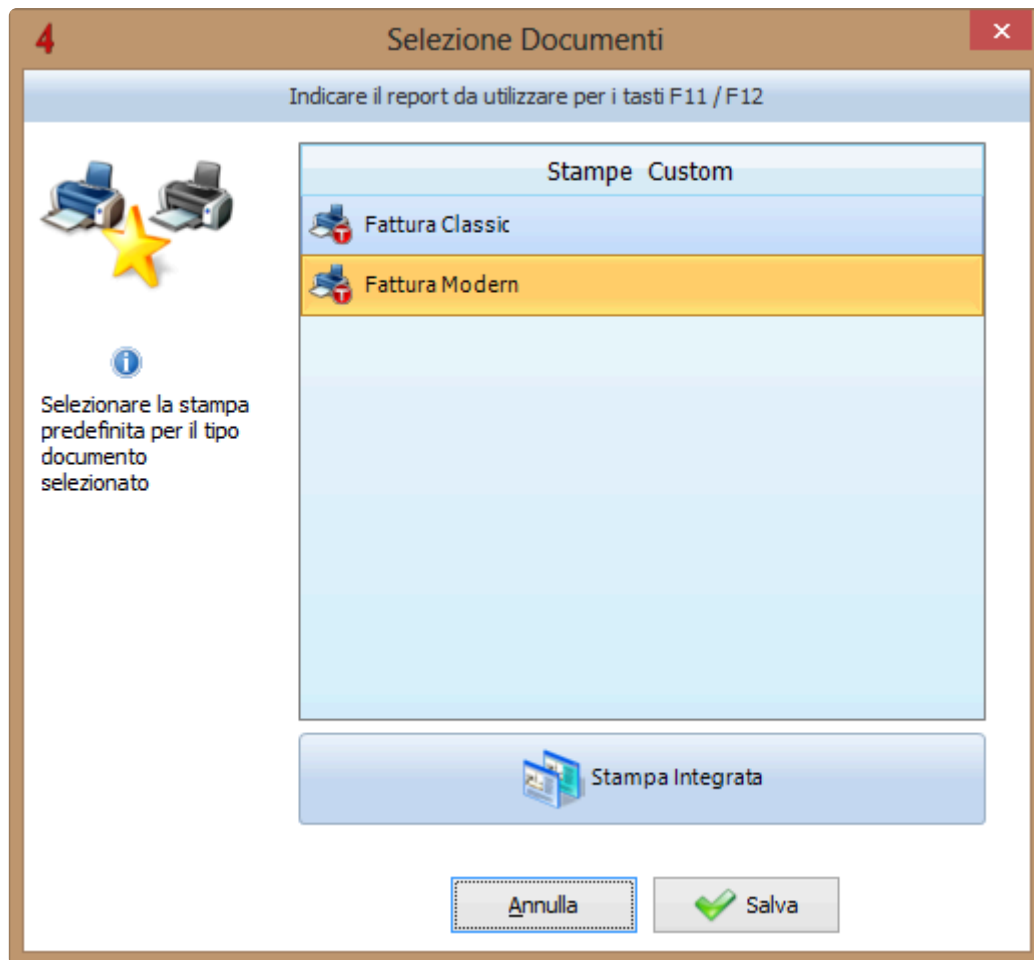 4
Selezione Documenti
×
Indicare il report da utilizzare per i tasti F11 / F12
Stampe Custom
T Fattura Classic
T Fattura Modern
i
Selezionare la stampa
predefinita per il tipo
documento
selezionato
Stampa Integrata
Annulla
Salva